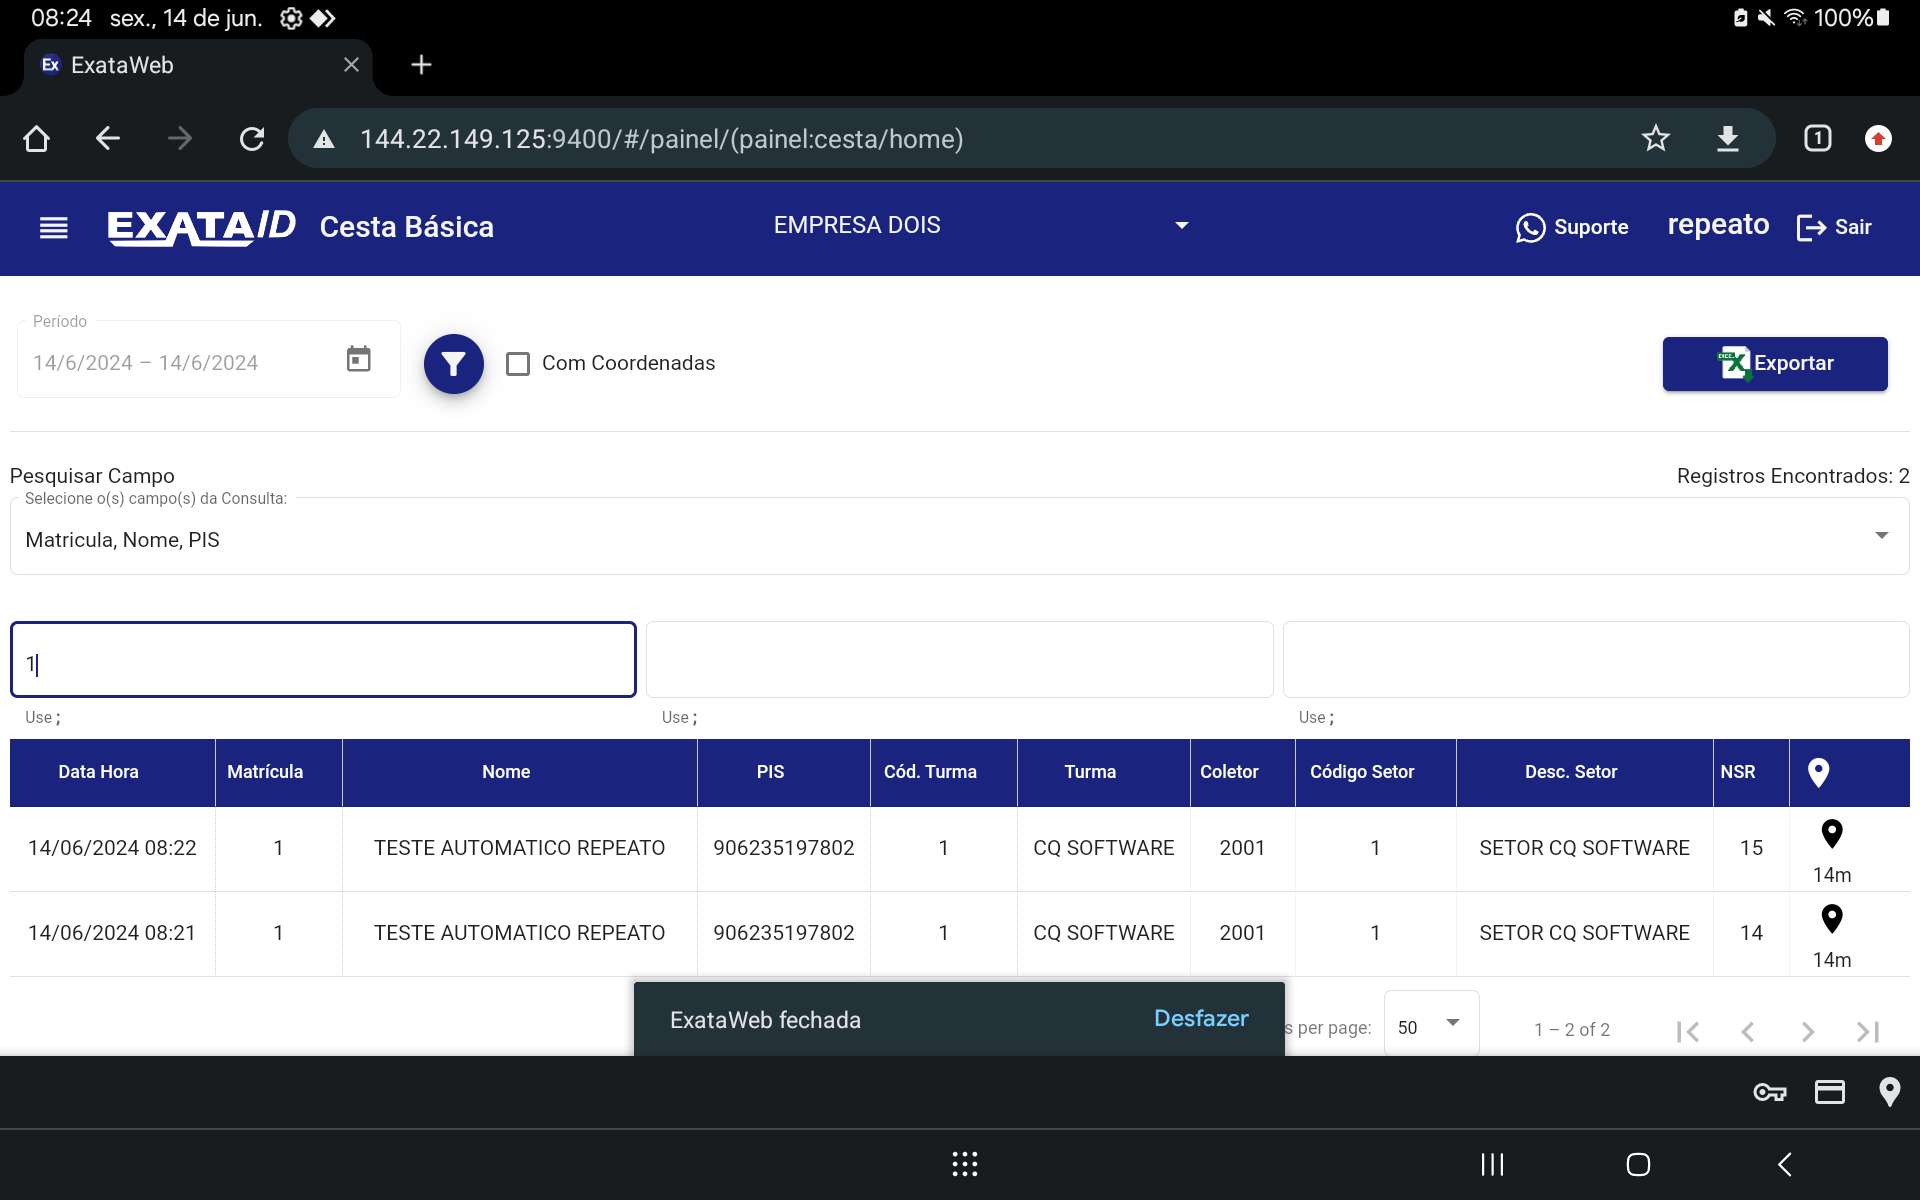 08:24 sex., 14 de jun. 100%
Ex ExataWeb
144.22.149.125:9400/#/painel/(painel:cesta/home) 1
EXATA ID Cesta Básica EMPRESA DOIS Suporte repeato Sair
Período
14/6/2024 – 14/6/2024 Com Coordenadas Exportar
Pesquisar Campo Registros Encontrados: 2
Selecione o(s) campo(s) da Consulta:
Matricula, Nome, PIS
1
Use ; Use ; Use ;
Data Hora Matrícula Nome PIS Cód. Turma Turma Coletor Código Setor Desc. Setor NSR
14/06/2024 08:22 1 TESTE AUTOMATICO REPEATO 906235197802 1 CQ SOFTWARE 2001 1 SETOR CQ SOFTWARE 15
14m
14/06/2024 08:21 1 TESTE AUTOMATICO REPEATO 906235197802 1 CQ SOFTWARE 2001 1 SETOR CQ SOFTWARE 14
14m
ExataWeb fechada Desfazer s per page: 50 1 – 2 of 2